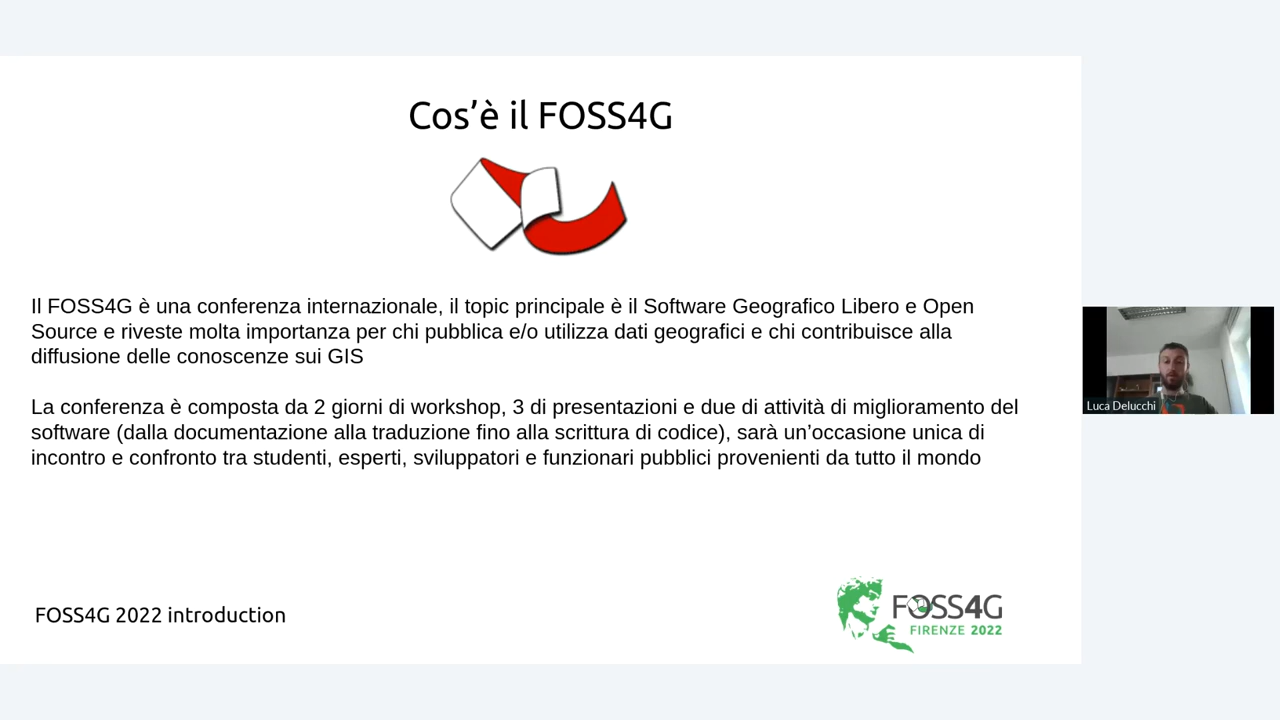 Cos’è il FOSS4G
Il FOSS4G è una conferenza internazionale, il topic principale è il Software Geografico Libero e Open
Source e riveste molta importanza per chi pubblica e/o utilizza dati geografici e chi contribuisce alla
diffusione delle conoscenze sui GIS
La conferenza è composta da 2 giorni di workshop, 3 di presentazioni e due di attività di miglioramento del
software (dalla documentazione alla traduzione fino alla scrittura di codice), sarà un’occasione unica di
incontro e confronto tra studenti, esperti, sviluppatori e funzionari pubblici provenienti da tutto il mondo
Luca Delucchi
FOSS4G 2022 introduction
FOSS4G
FIRENZE 2022